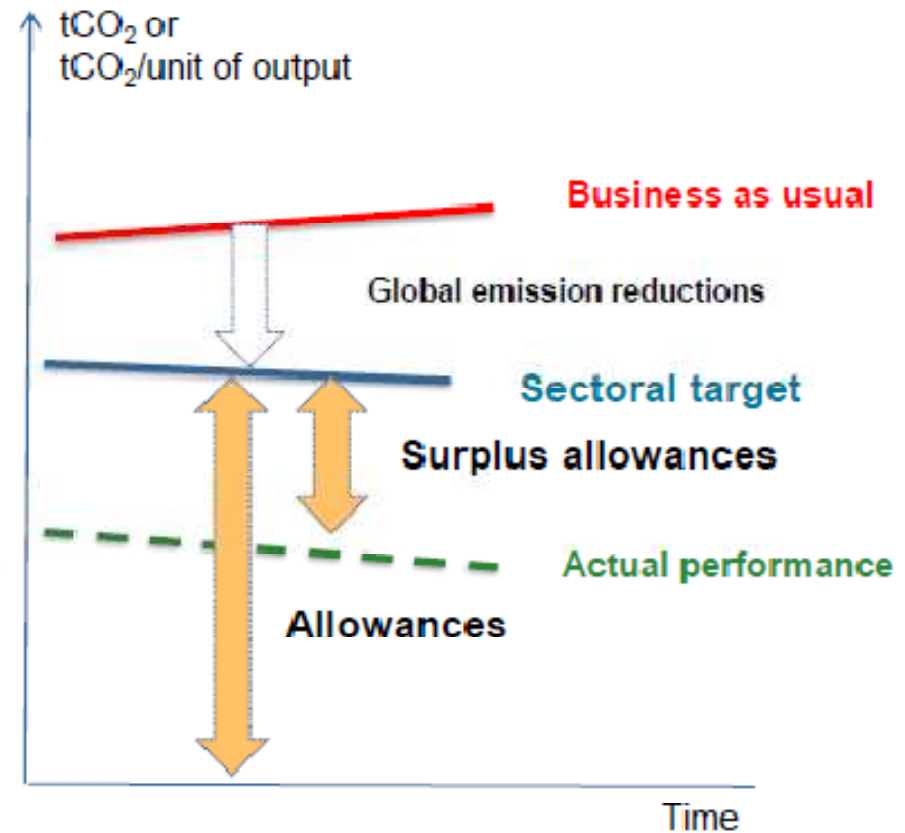 tCO₂ or
tCO₂/unit of output
Business as usual
Global emission reductions
Sectoral target
Surplus allowances
Actual performance
Allowances
Time